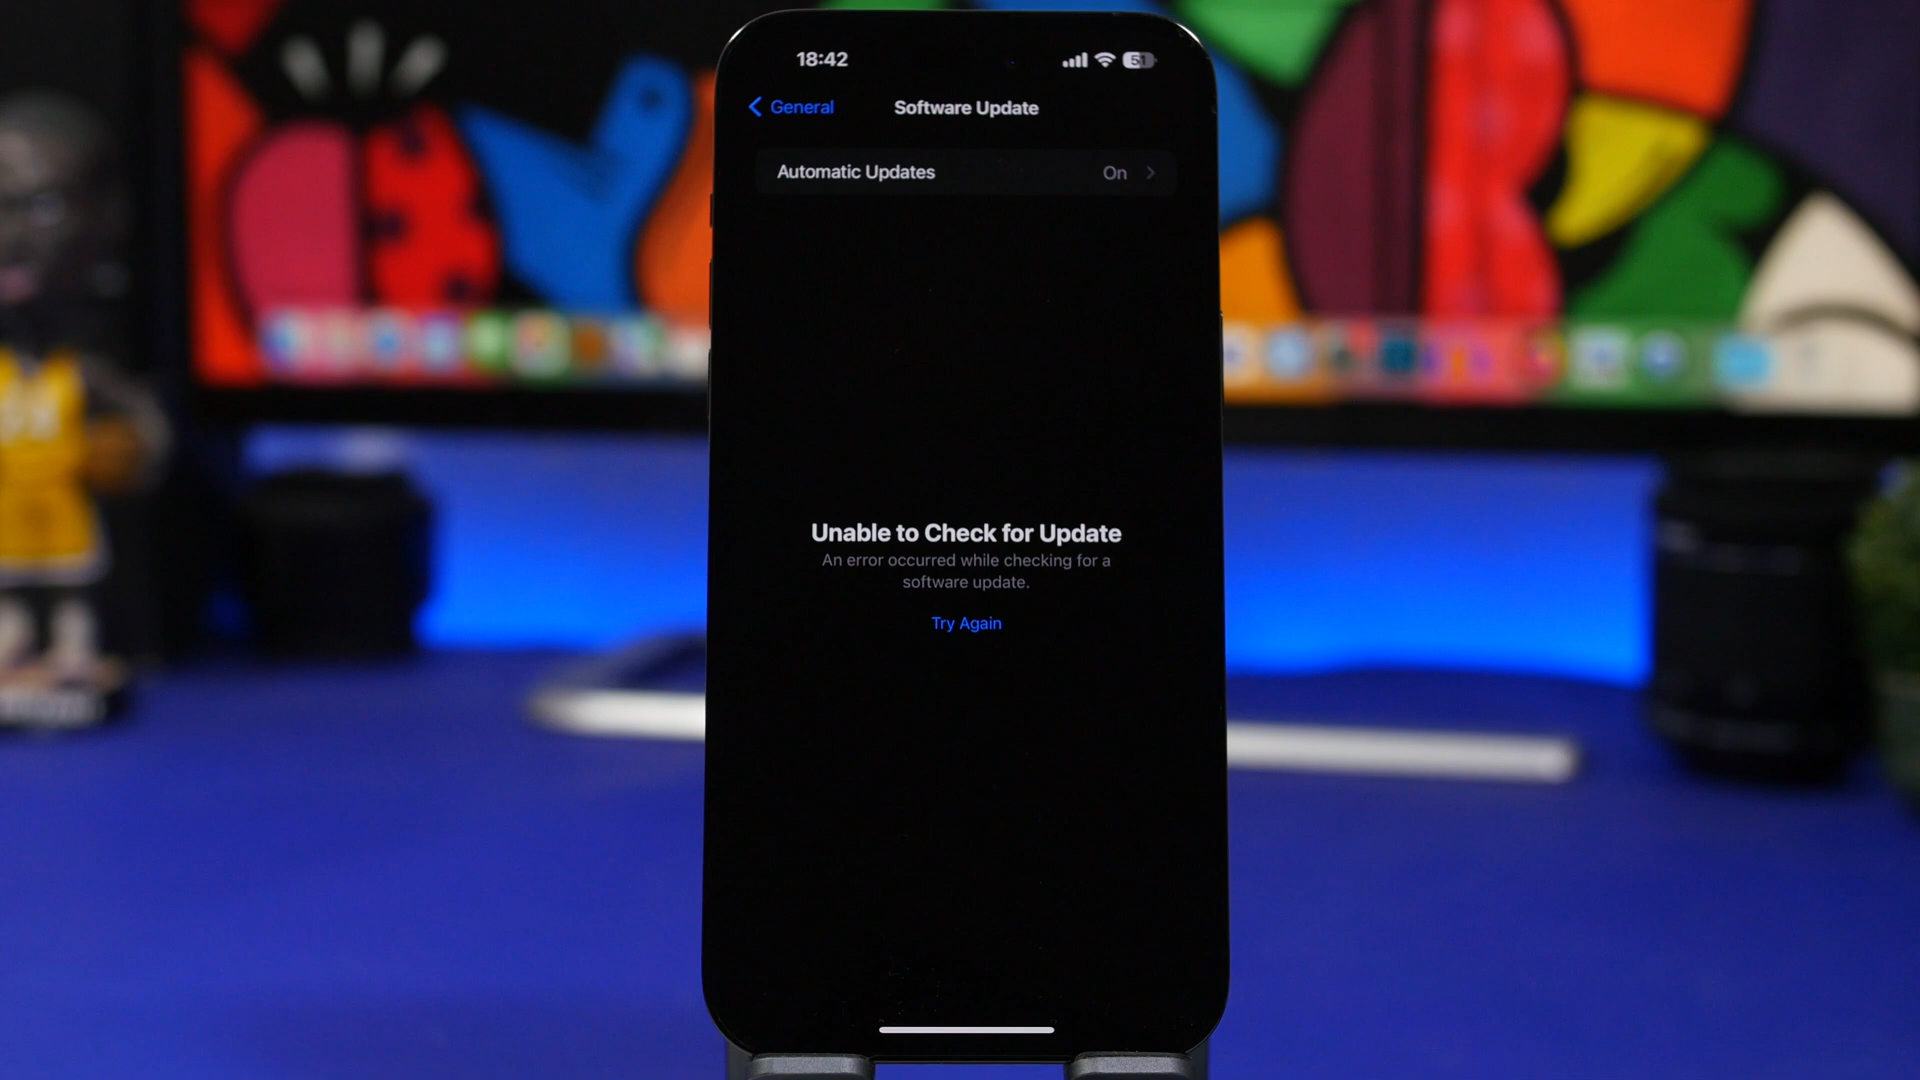 18:42
51
General
Software Update
Automatic Updates
On
Unable to Check for Update
An error occurred while checking for a
software update.
Try Again